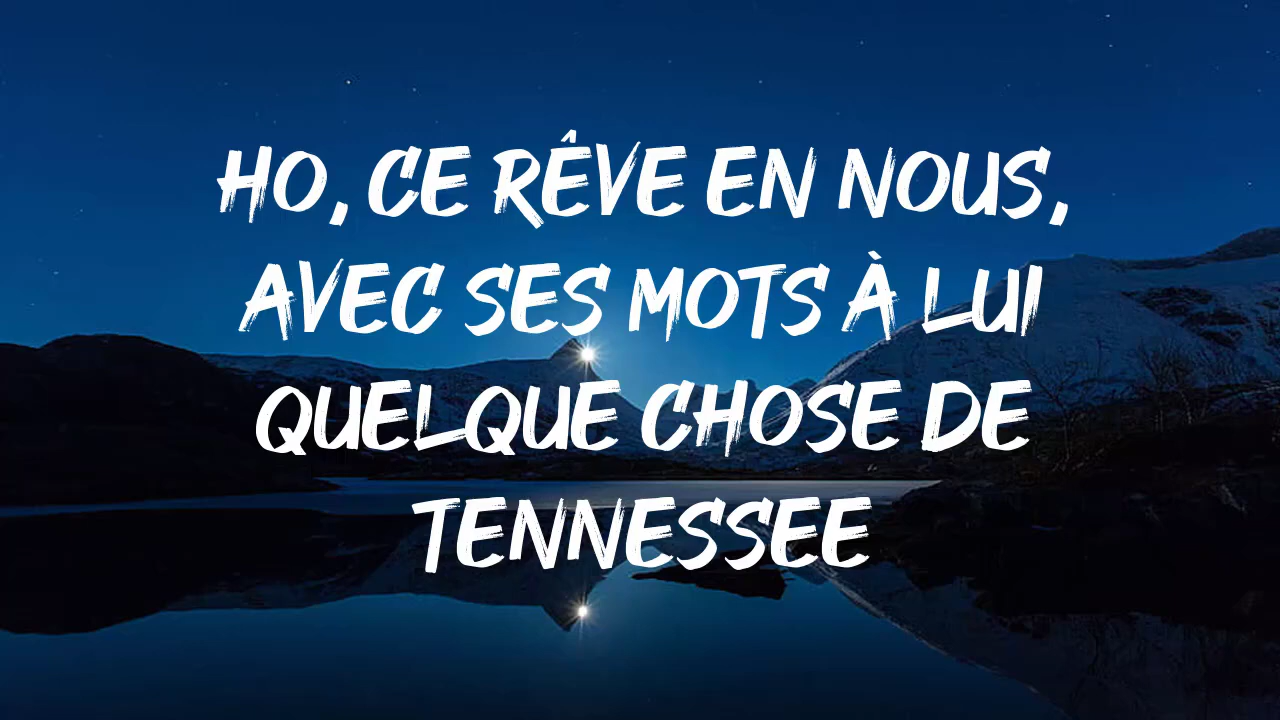 HO, CE RÊVE EN NOUS,
AVEC SES MOTS À LUI
QUELQUE CHOSE DE
TENNESSEE